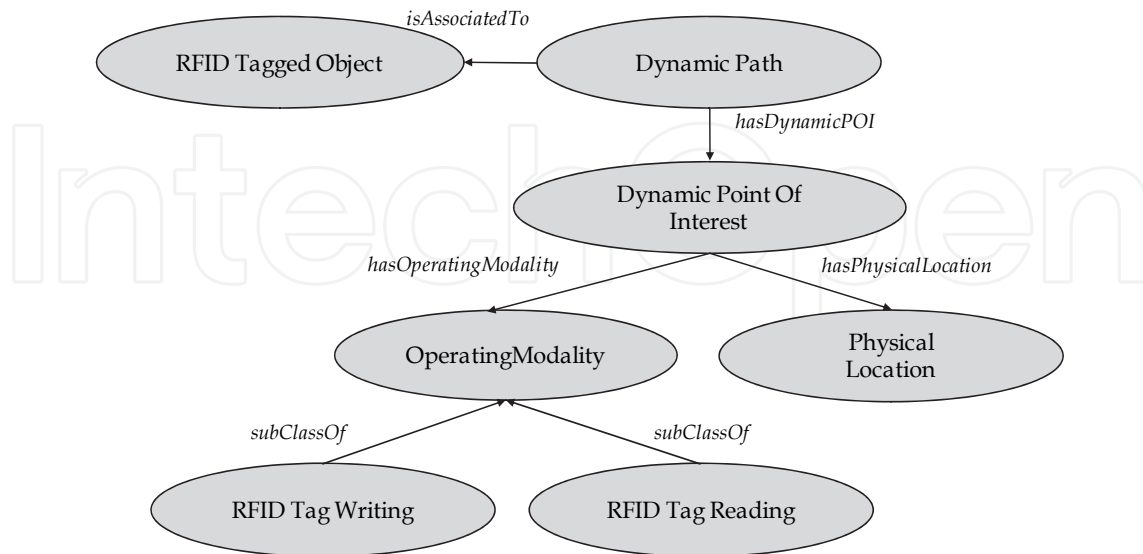 isAssociatedTo
RFID Tagged Object
Dynamic Path
hasDynamicPOI
Dynamic Point Of
Interest
hasOperatingModality
hasPhysicalLocation
OperatingModality
Physical
Location
subClassOf
subClassOf
RFID Tag Writing
RFID Tag Reading
IntechOpen